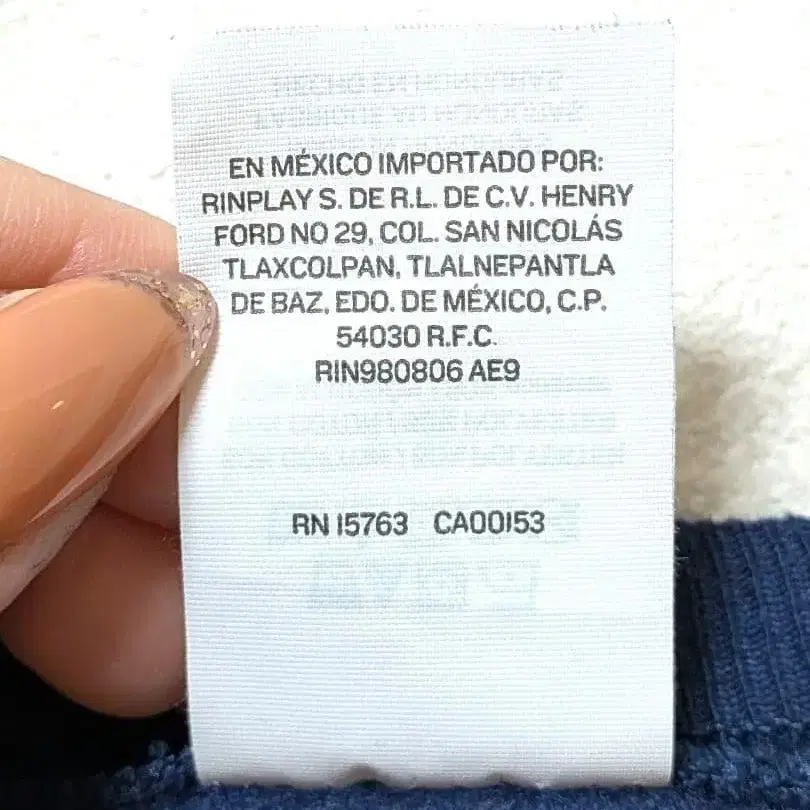 EN MÉXICO IMPORTADO POR:
RINPLAY S. DE R.L. DE C.V. HENRY
FORD NO 29, COL. SAN NICOLÁS
TLAXCOLPAN, TLALNEPANTLA
DE BAZ, EDO. DE MÉXICO, C.P.
54030 R.F.C.
RIN980806 AE9
RN 15763 CA00153